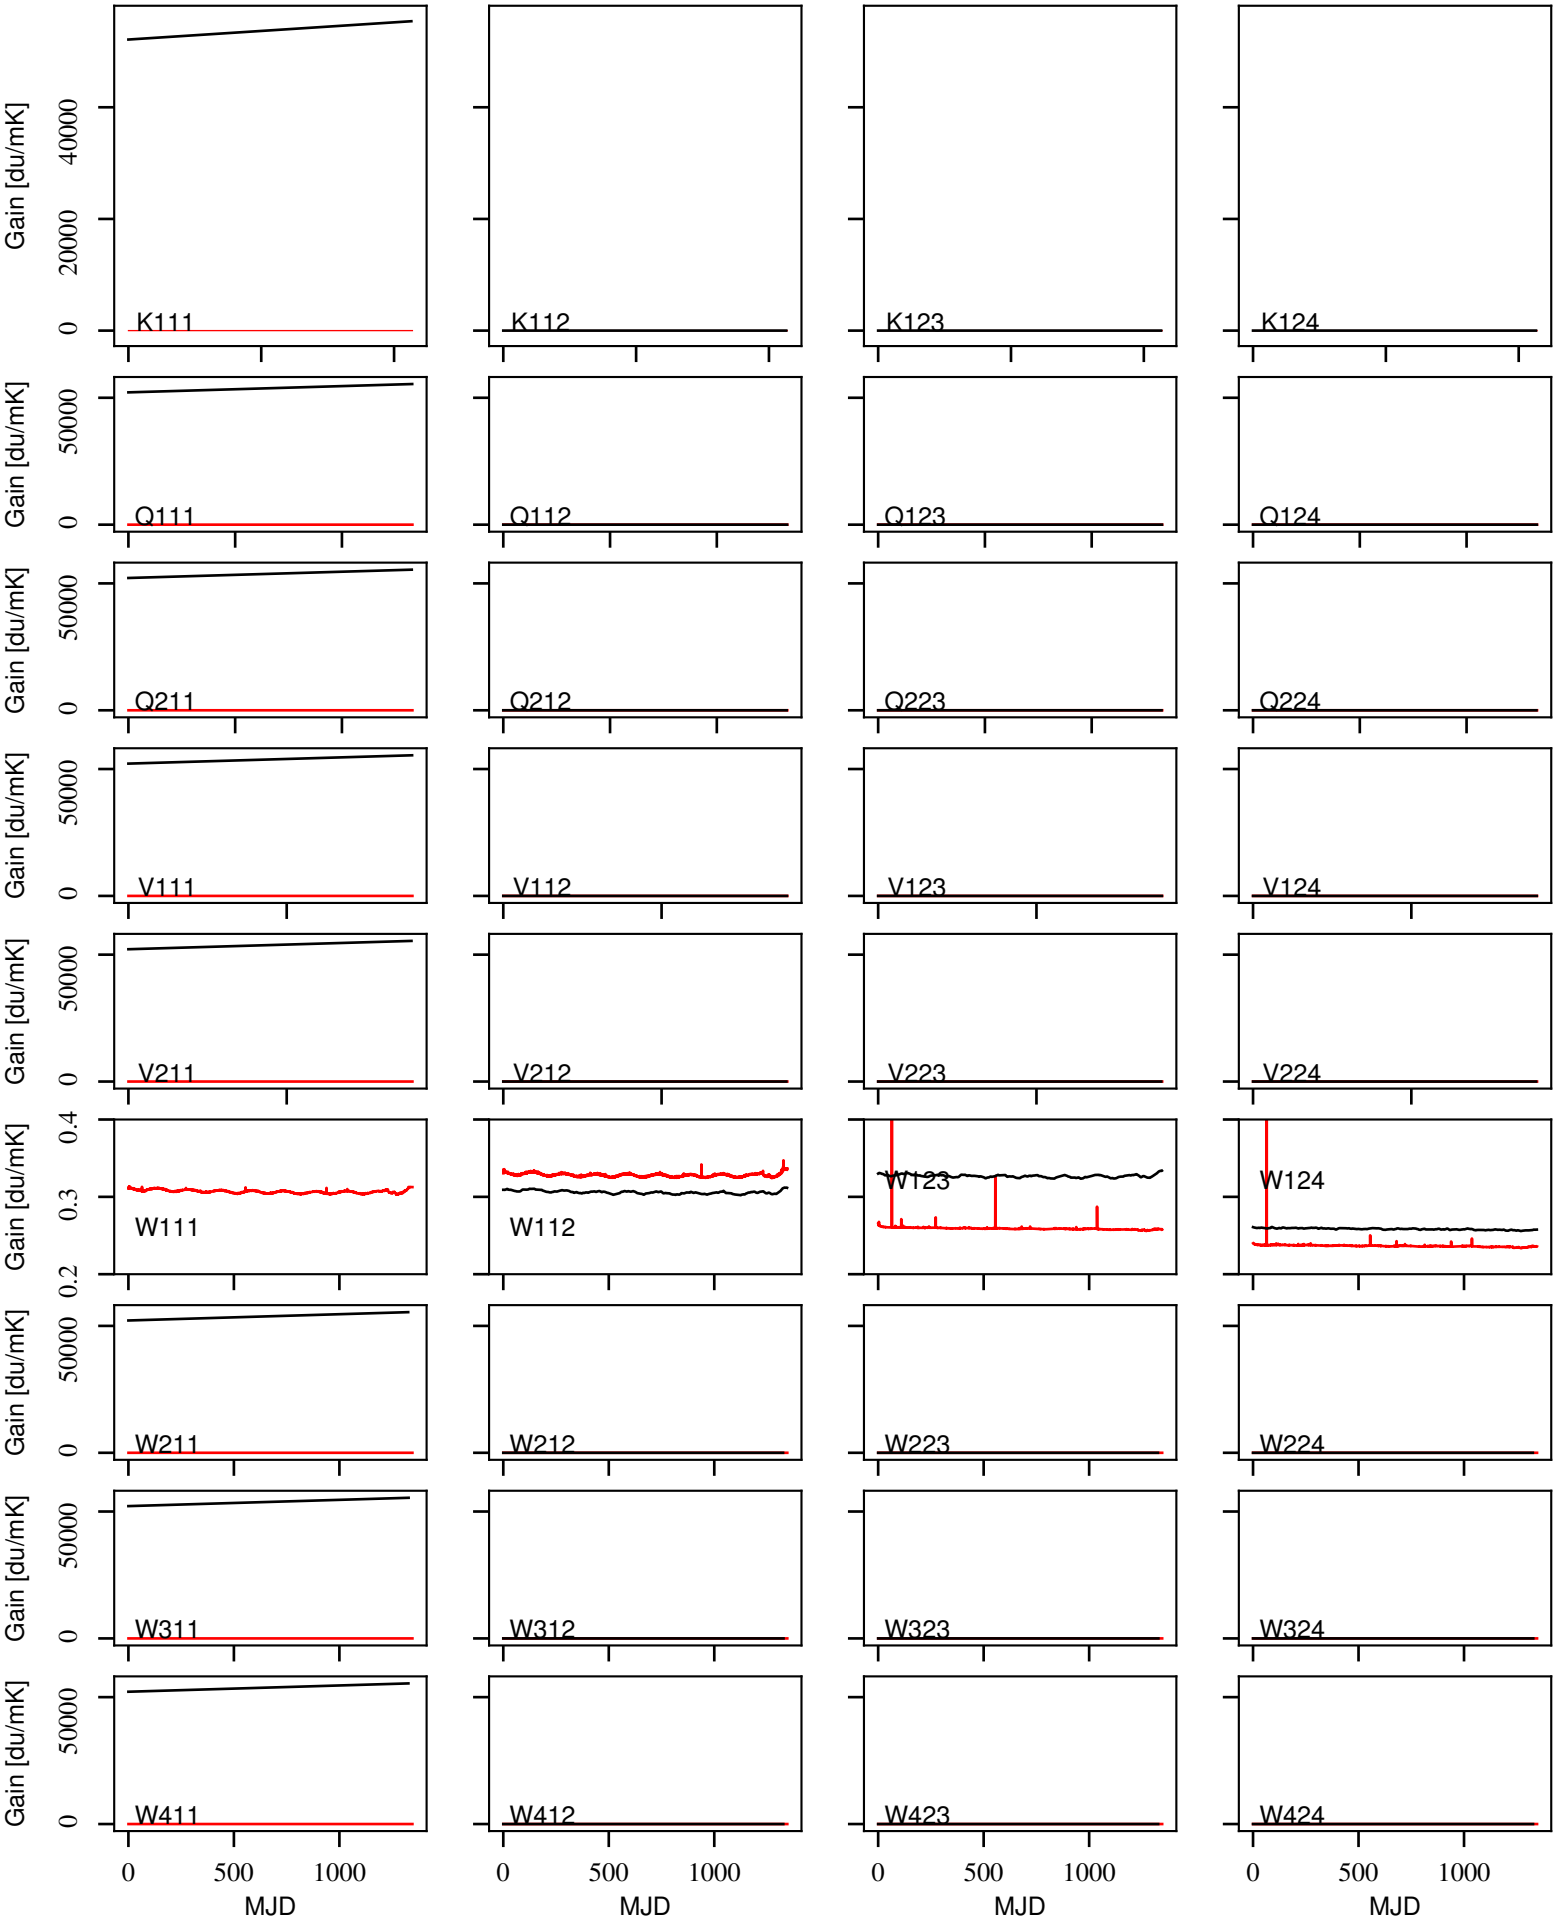 Gain [du/mK]
40000
20000
0
K111
K112
K123
K124
Gain [du/mK]
50000
0
Q111
Q112
Q123
Q124
Gain [du/mK]
50000
0
Q211
Q212
Q223
Q224
Gain [du/mK]
50000
0
V111
V112
V123
V124
Gain [du/mK]
50000
0
V211
V212
V223
V224
Gain [du/mK]
0.4
0.3
0.2
W111
W112
W123
W124
Gain [du/mK]
50000
0
W211
W212
W223
W224
Gain [du/mK]
50000
0
W311
W312
W323
W324
Gain [du/mK]
50000
0
W411
W412
W423
W424
0 500 1000 0 500 1000 0 500 1000 0 500 1000
MJD MJD MJD MJD